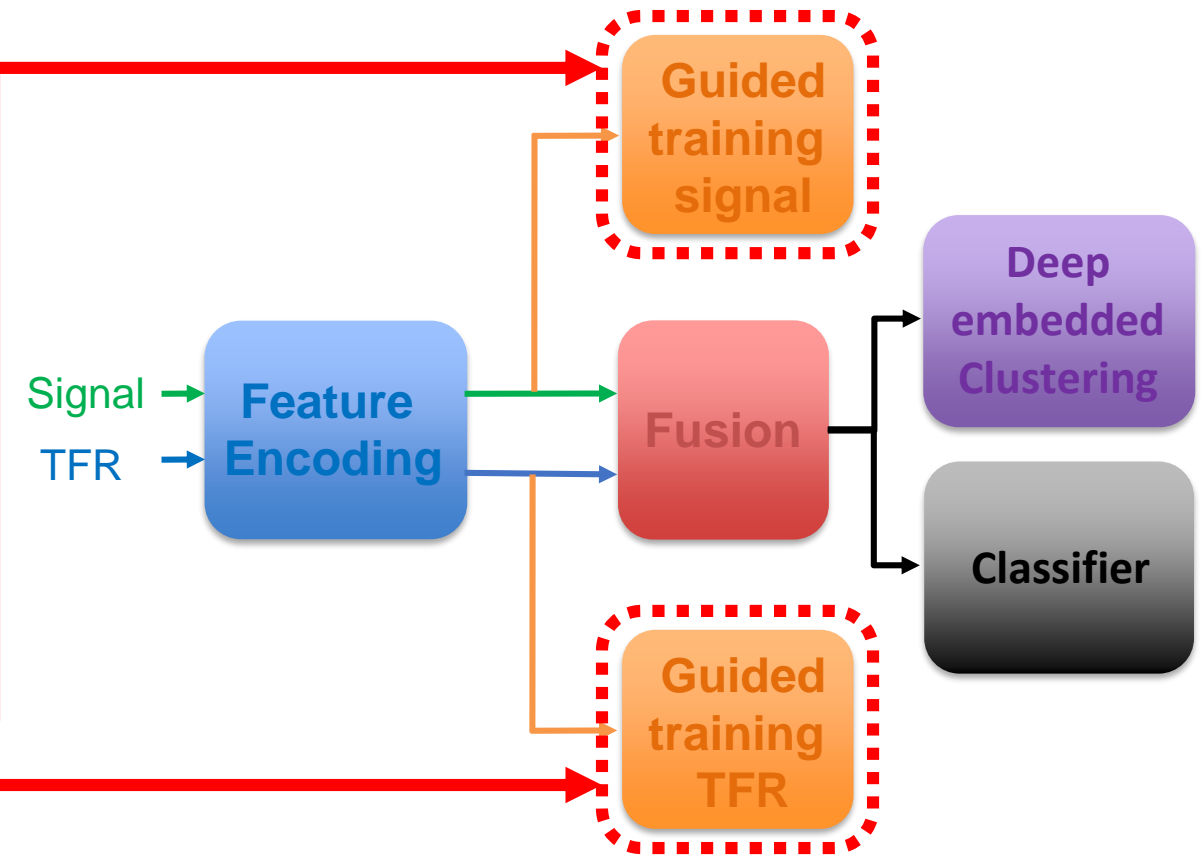 Guided
training
signal
Deep
embedded
Clustering
Signal
TFR
Feature
Encoding
Fusion
Classifier
Guided
training
TFR